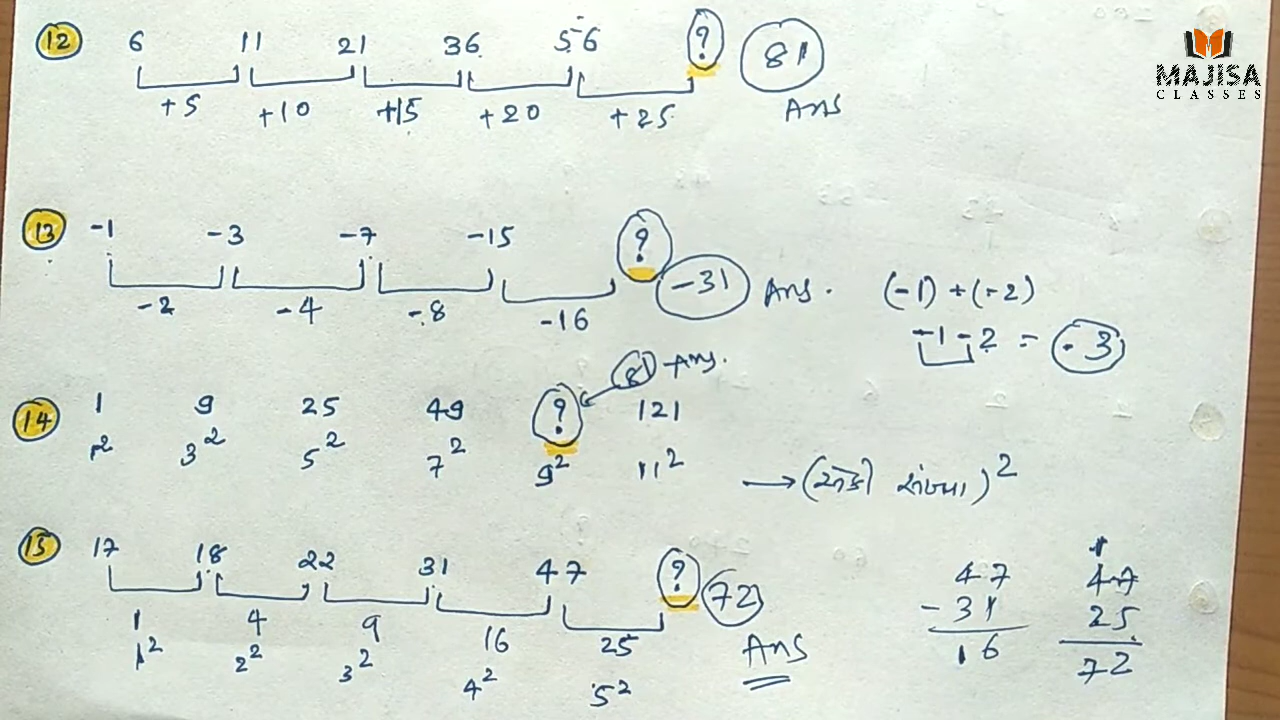 MAJISA
CLASSES
12 6 11 21 36 56 ? 81
+5 +10 +15 +20 +25 Ans
13 -1 -3 -7 -15 ? -31 Ans.
-2 -4 -8 -16
(-1) + (-2)
-1 - 2 = -3
81 - Ans.
14 1 9 25 49 ? 121
1² 3² 5² 7² 9² 11²
→ ( સંખ્યા)²
15 17 18 22 31 47 ? 72
1 4 9 16 25 Ans
1² 2² 3² 4² 5²
47
- 31
16
1
47
25
72